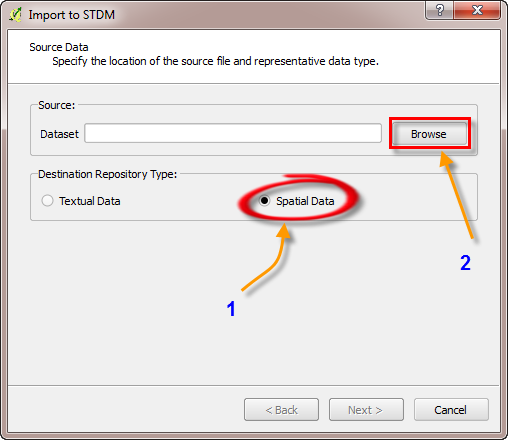 Import to STDM
Source Data
Specify the location of the source file and representative data type.
Source:
Dataset
Browse
Destination Repository Type:
Textual Data
Spatial Data
1
2
< Back
Next >
Cancel